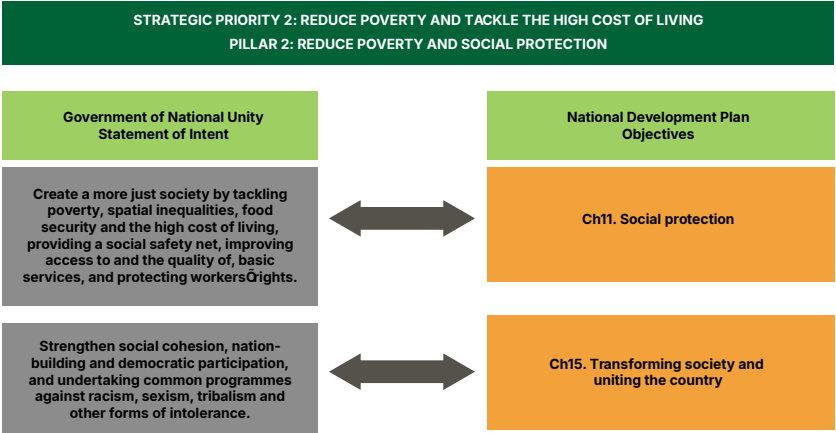 STRATEGIC PRIORITY 2: REDUCE POVERTY AND TACKLE THE HIGH COST OF LIVING
PILLAR 2: REDUCE POVERTY AND SOCIAL PROTECTION
Government of National Unity
Statement of Intent
National Development Plan
Objectives
Create a more just society by tackling
poverty, spatial inequalities, food
security and the high cost of living,
providing a social safety net, improving
access to and the quality of, basic
services, and protecting workersÕrights.
Ch11. Social protection
Strengthen social cohesion, nation-
building and democratic participation,
and undertaking common programmes
against racism, sexism, tribalism and
other forms of intolerance.
Ch15. Transforming society and
uniting the country